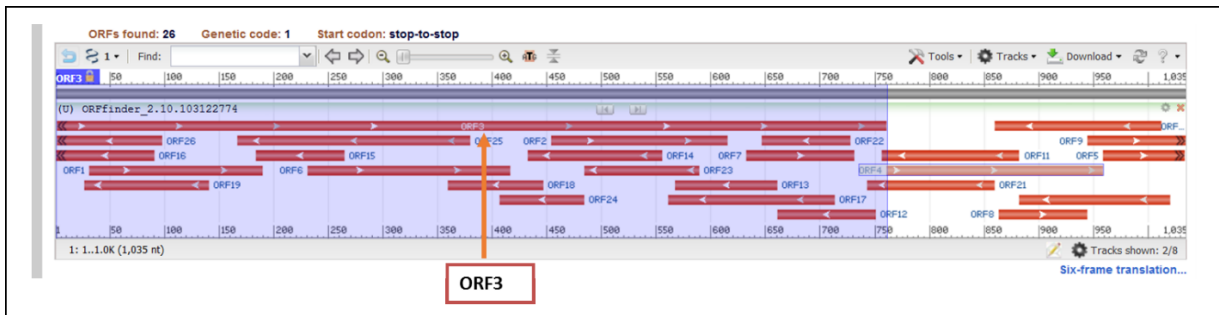 ORFs found: 26 Genetic code: 1 Start codon: stop-to-stop
1 Find: Tools Tracks Download ?
ORF3 50 100 150 200 250 300 350 400 450 500 550 600 650 700 750 800 850 900 950 1,035
(U) ORFfinder_2.10.103122774
ORF3 ORF...
ORF26 ORF25 ORF2 ORF22 ORF9
ORF16 ORF15 ORF14 ORF7 ORF11 ORF5
ORF1 ORF6 ORF23 ORF4
ORF19 ORF18 ORF13 ORF21
ORF24 ORF17
ORF12 ORF8
1 50 100 150 200 250 300 350 400 450 500 550 600 650 700 750 800 850 900 950 1,035
1: 1..1.0K (1,035 nt) Tracks shown: 2/8
Six-frame translation...
ORF3